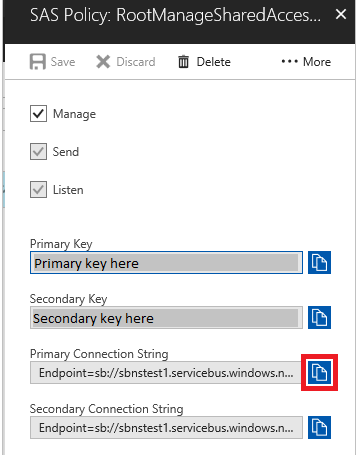 SAS Policy: RootManageSharedAcces...
Save Discard Delete ••• More
Manage
Send
Listen
Primary Key
Primary key here
Secondary Key
Secondary key here
Primary Connection String
Endpoint=sb://sbnstest1.servicebus.windows.n...
Secondary Connection String
Endpoint=sb://sbnstest1.servicebus.windows.n...